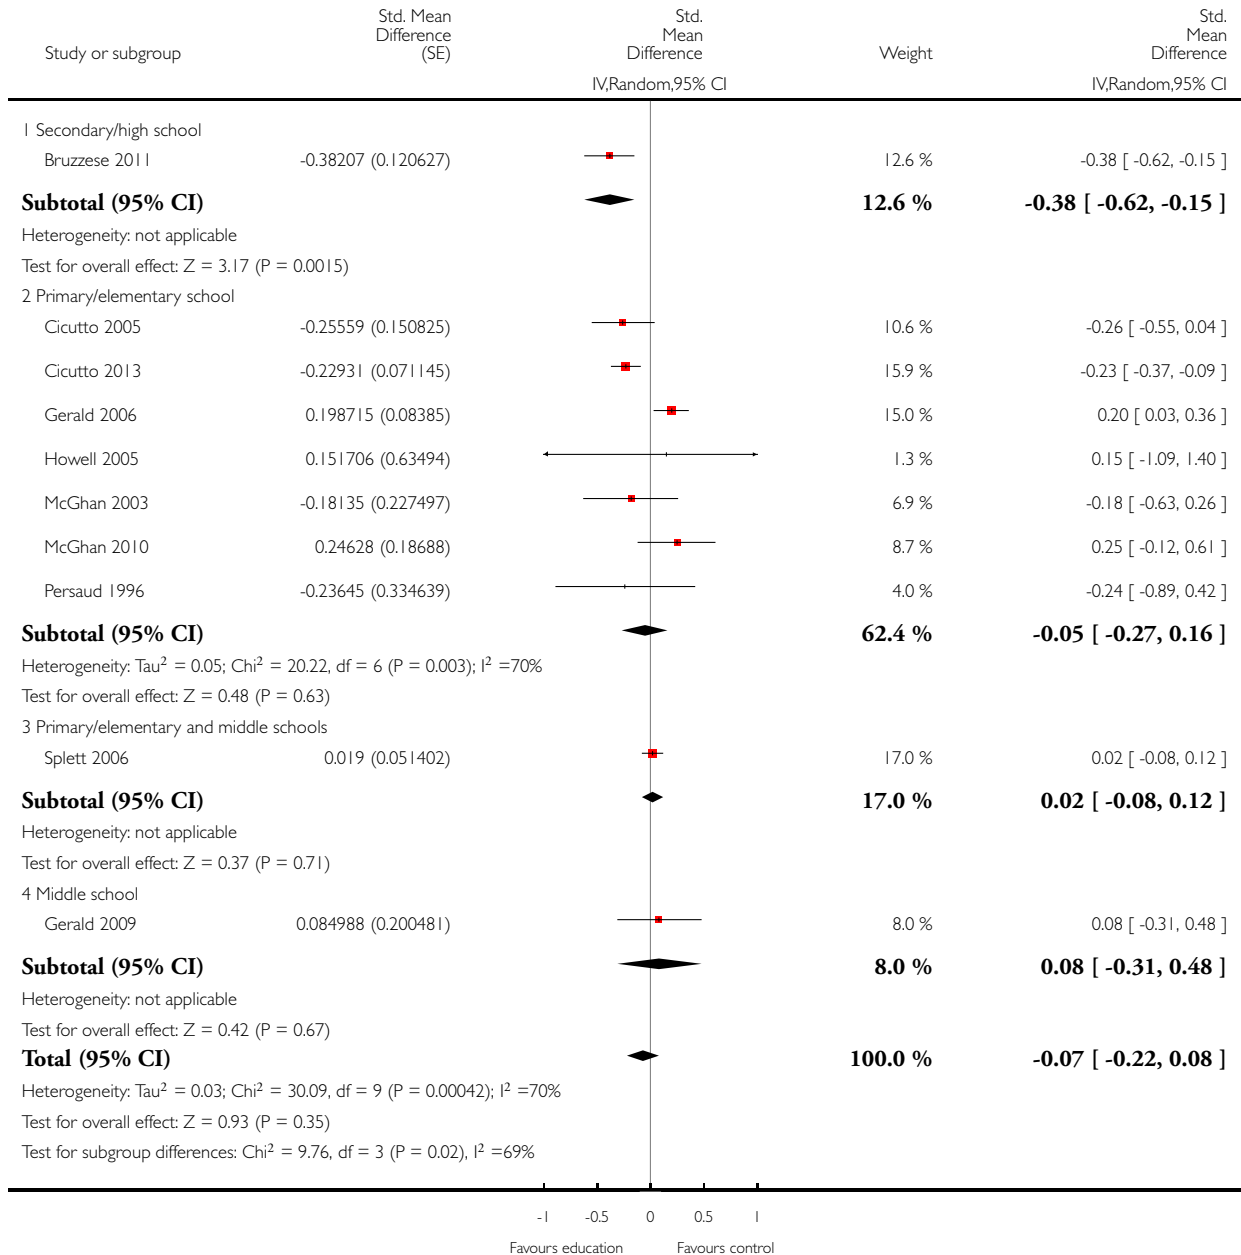 Study or subgroup Std. Mean Difference (SE) Std. Mean Difference Weight Std. Mean Difference
IV,Random,95% CI IV,Random,95% CI
1 Secondary/high school
Bruzzese 2011 -0.38207 (0.120627) 12.6 % -0.38 [ -0.62, -0.15 ]
Subtotal (95% CI) 12.6 % -0.38 [ -0.62, -0.15 ]
Heterogeneity: not applicable
Test for overall effect: Z = 3.17 (P = 0.0015)
2 Primary/elementary school
Cicutto 2005 -0.25559 (0.150825) 10.6 % -0.26 [ -0.55, 0.04 ]
Cicutto 2013 -0.22931 (0.071145) 15.9 % -0.23 [ -0.37, -0.09 ]
Gerald 2006 0.198715 (0.08385) 15.0 % 0.20 [ 0.03, 0.36 ]
Howell 2005 0.151706 (0.63494) 1.3 % 0.15 [ -1.09, 1.40 ]
McGhan 2003 -0.18135 (0.227497) 6.9 % -0.18 [ -0.63, 0.26 ]
McGhan 2010 0.24628 (0.18688) 8.7 % 0.25 [ -0.12, 0.61 ]
Persaud 1996 -0.23645 (0.334639) 4.0 % -0.24 [ -0.89, 0.42 ]
Subtotal (95% CI) 62.4 % -0.05 [ -0.27, 0.16 ]
Heterogeneity: Tau² = 0.05; Chi² = 20.22, df = 6 (P = 0.003); I² =70%
Test for overall effect: Z = 0.48 (P = 0.63)
3 Primary/elementary and middle schools
Splett 2006 0.019 (0.051402) 17.0 % 0.02 [ -0.08, 0.12 ]
Subtotal (95% CI) 17.0 % 0.02 [ -0.08, 0.12 ]
Heterogeneity: not applicable
Test for overall effect: Z = 0.37 (P = 0.71)
4 Middle school
Gerald 2009 0.084988 (0.200481) 8.0 % 0.08 [ -0.31, 0.48 ]
Subtotal (95% CI) 8.0 % 0.08 [ -0.31, 0.48 ]
Heterogeneity: not applicable
Test for overall effect: Z = 0.42 (P = 0.67)
Total (95% CI) 100.0 % -0.07 [ -0.22, 0.08 ]
Heterogeneity: Tau² = 0.03; Chi² = 30.09, df = 9 (P = 0.00042); I² =70%
Test for overall effect: Z = 0.93 (P = 0.35)
Test for subgroup differences: Chi² = 9.76, df = 3 (P = 0.02), I² =69%
-1 -0.5 0 0.5 1
Favours education Favours control